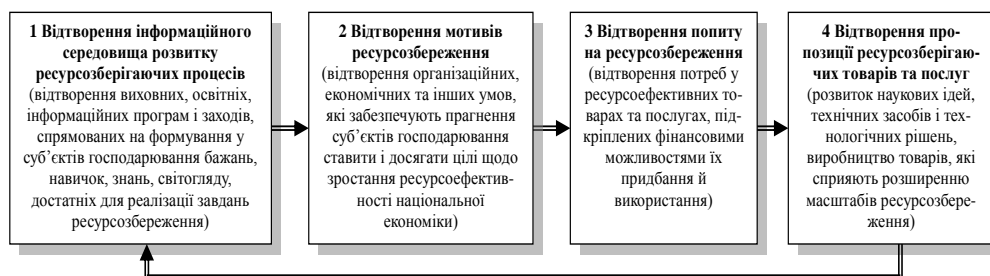 1 Відтворення інформаційного
середовища розвитку
ресурсозберігаючих процесів
(відтворення виховних, освітніх,
інформаційних програм і заходів,
спрямованих на формування у
суб’єктів господарювання бажань,
навичок, знань, світогляду,
достатніх для реалізації завдань
ресурсозбереження)
2 Відтворення мотивів
ресурсозбереження
(відтворення організаційних,
економічних та інших умов,
які забезпечують прагнення
суб’єктів господарювання
ставити і досягати цілі щодо
зростання ресурсоефектив-
ності національної
економіки)
3 Відтворення попиту
на ресурсозбереження
(відтворення потреб у
ресурсоефективних то-
варах та послугах, під-
кріплених фінансовими
можливостями їх
придбання й
використання)
4 Відтворення про-
позиції ресурсозберігаю-
чих товарів та послуг
(розвиток наукових ідей,
технічних засобів і тех-
нологічних рішень,
виробництво товарів, які
сприяють розширенню
масштабів ресурсозбере-
ження)